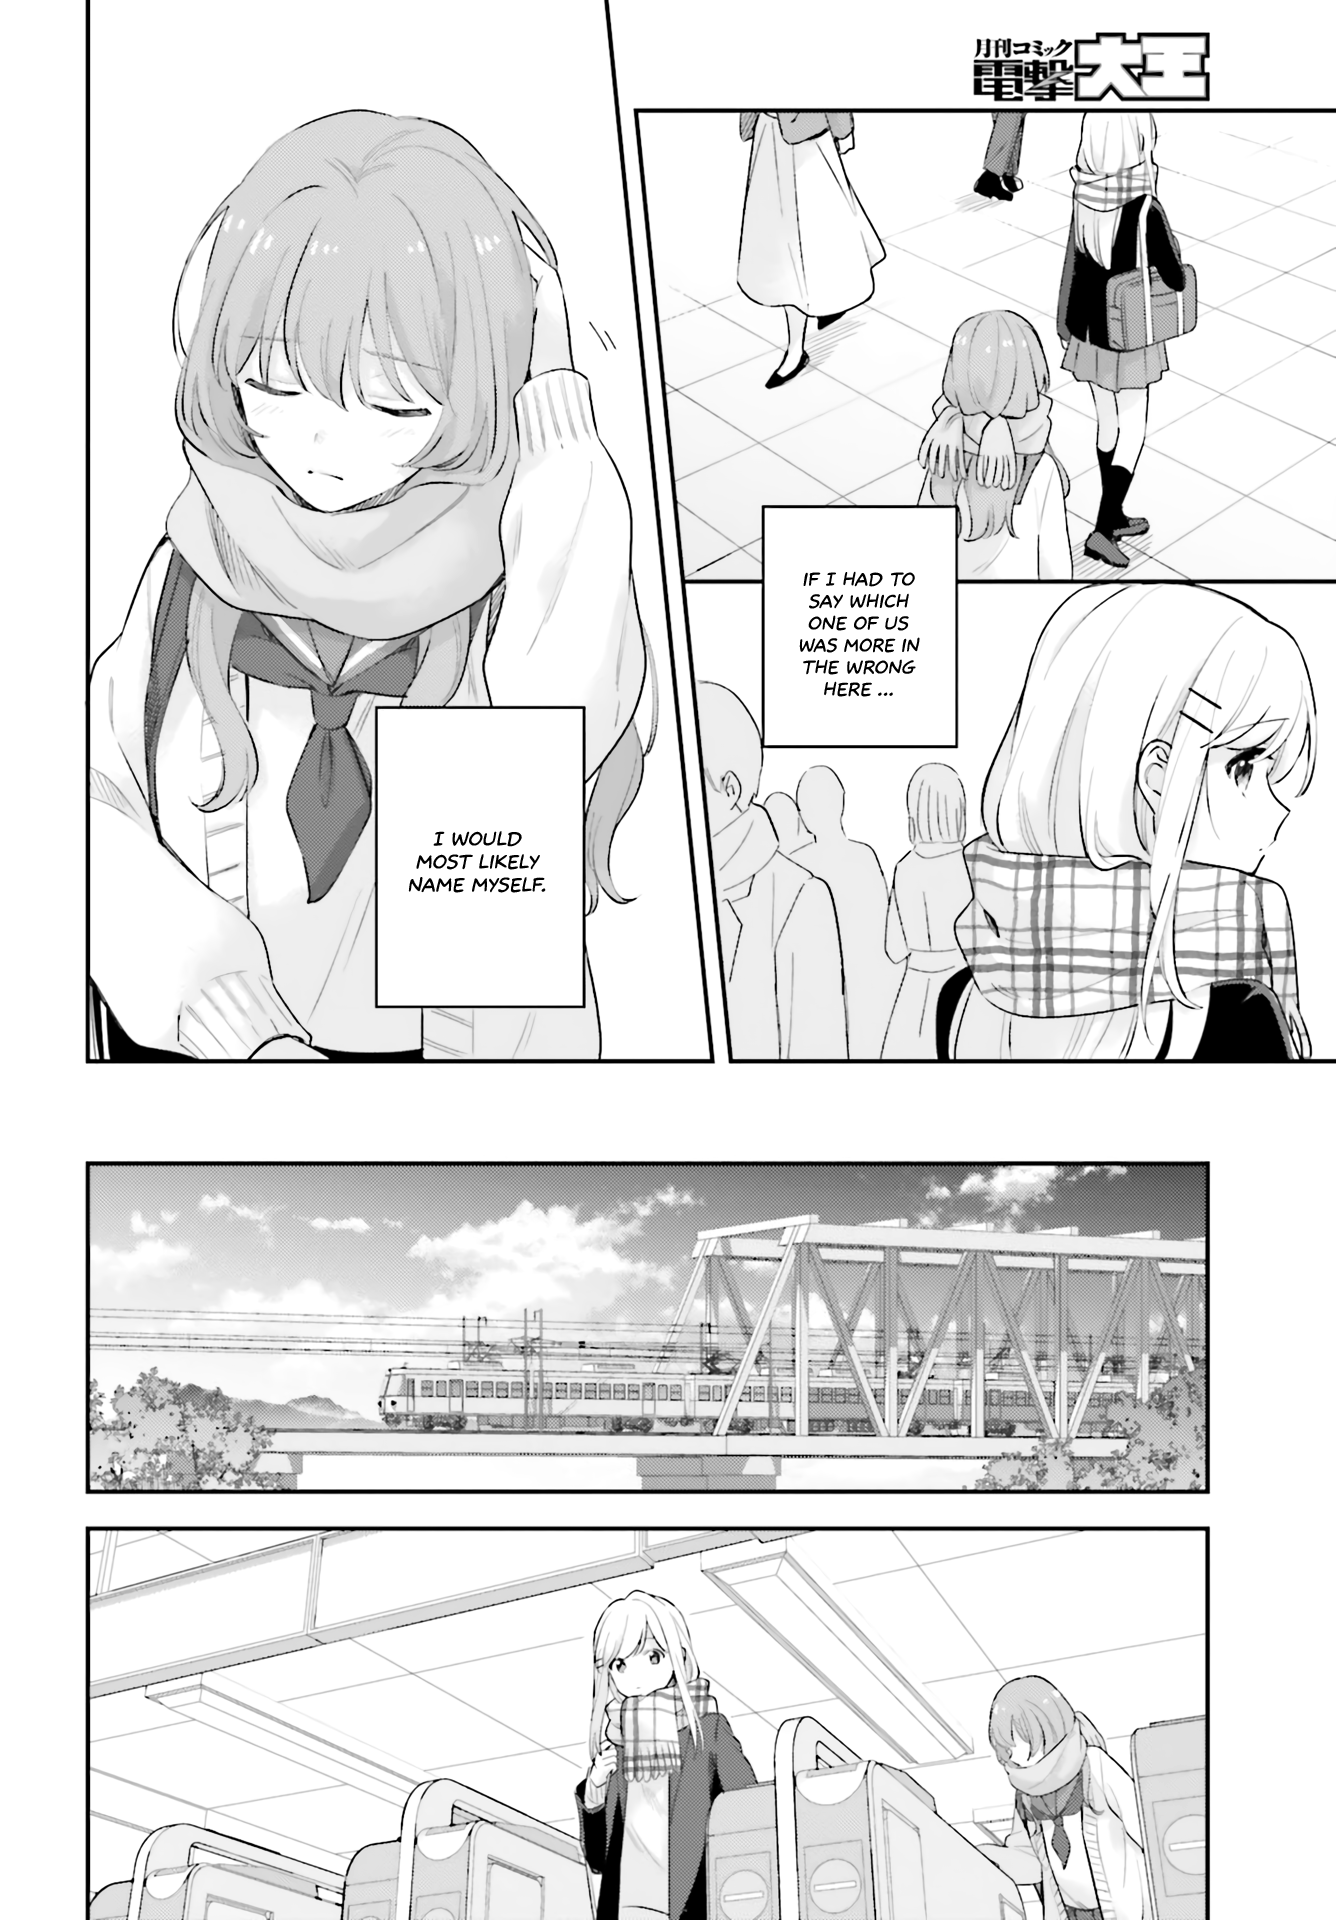 月刊コミック
電撃大王
IF I HAD TO
SAY WHICH
ONE OF US
WAS MORE IN
THE WRONG
HERE ...
I WOULD
MOST LIKELY
NAME MYSELF.